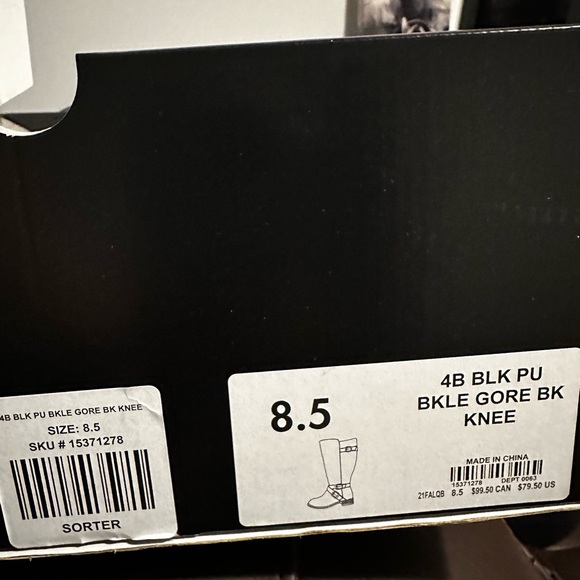 4B BLK PU BKLE GORE BK KNEE
SIZE: 8.5
SKU # 15371278
SORTER
8.5
4B BLK PU
BKLE GORE BK
KNEE
MADE IN CHINA
15371278 DEPT 0063
21FALQB 8.5 $99.50 CAN $79.50 US